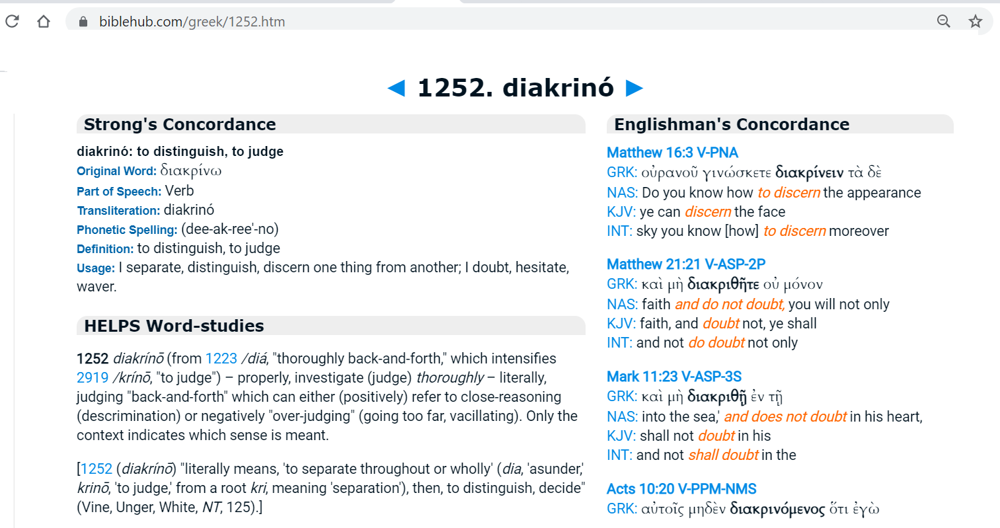 biblehub.com/greek/1252.htm
◀ 1252. diakrinó ▶
Strong's Concordance
diakrinó: to distinguish, to judge
Original Word: διακρίνω
Part of Speech: Verb
Transliteration: diakrinó
Phonetic Spelling: (dee-ak-ree'-no)
Definition: to distinguish, to judge
Usage: I separate, distinguish, discern one thing from another; I doubt, hesitate,
waver.
HELPS Word-studies
1252 diakrínō (from 1223 /diá, "thoroughly back-and-forth," which intensifies
2919 /krínō, "to judge") – properly, investigate (judge) thoroughly – literally,
judging "back-and-forth" which can either (positively) refer to close-reasoning
(descrimination) or negatively "over-judging" (going too far, vacillating). Only the
context indicates which sense is meant.
[1252 (diakrínō) "literally means, 'to separate throughout or wholly' (dia, 'asunder,'
krinō, 'to judge,' from a root kri, meaning 'separation'), then, to distinguish, decide"
(Vine, Unger, White, NT, 125).]
Englishman's Concordance
Matthew 16:3 V-PNA
GRK: οὐρανοῦ γινώσκετε διακρίνειν τὰ δὲ
NAS: Do you know how to discern the appearance
KJV: ye can discern the face
INT: sky you know [how] to discern moreover
Matthew 21:21 V-ASP-2P
GRK: καὶ μὴ διακριθῆτε οὐ μόνον
NAS: faith and do not doubt, you will not only
KJV: faith, and doubt not, ye shall
INT: and not do doubt not only
Mark 11:23 V-ASP-3S
GRK: καὶ μὴ διακριθῇ ἐν τῇ
NAS: into the sea,' and does not doubt in his heart,
KJV: shall not doubt in his
INT: and not shall doubt in the
Acts 10:20 V-PPM-NMS
GRK: αὐτοῖς μηδὲν διακρινόμενος ὅτι ἐγὼ